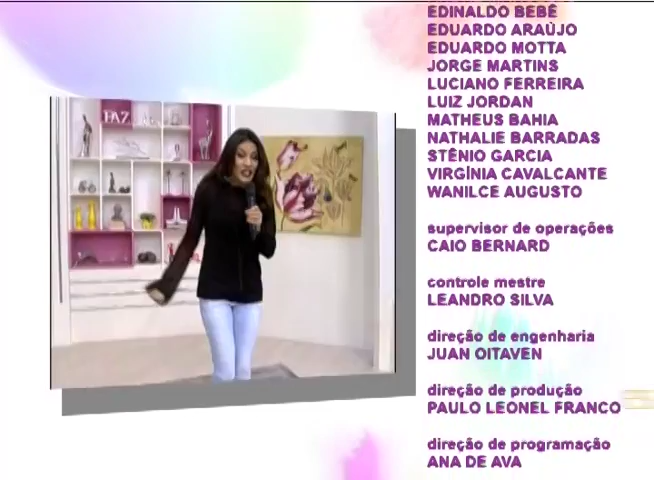 EDINALDO BEBÊ
EDUARDO ARAÚJO
EDUARDO MOTTA
JORGE MARTINS
LUCIANO FERREIRA
LUIZ JORDAN
MATHEUS BAHIA
NATHALIE BARRADAS
STÊNIO GARCIA
VIRGÍNIA CAVALCANTE
WANILCE AUGUSTO
supervisor de operações
CAIO BERNARD
controle mestre
LEANDRO SILVA
direção de engenharia
JUAN OITAVEN
direção de produção
PAULO LEONEL FRANCO
direção de programação
ANA DE AVA
PAZ